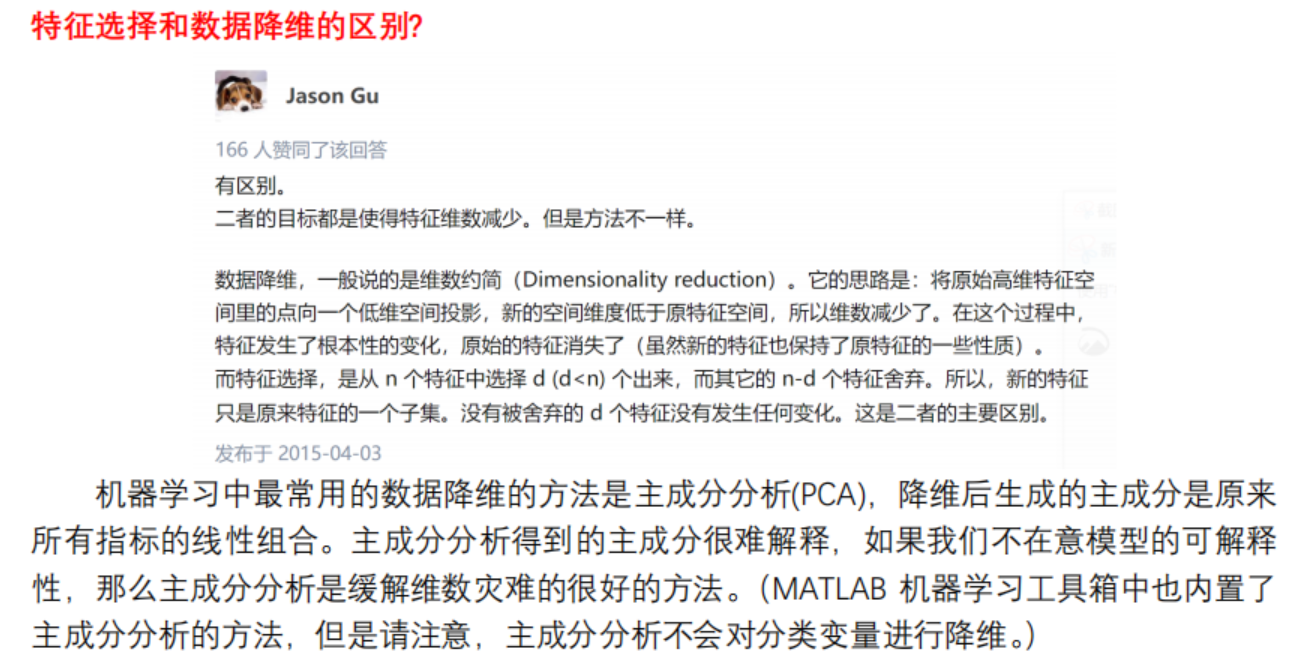 特征选择和数据降维的区别?
Jason Gu
166 人赞同了该回答
有区别。
二者的目标都是使得特征维数减少。但是方法不一样。
数据降维，一般说的是维数约简（Dimensionality reduction）。它的思路是：将原始高维特征空
间里的点向一个低维空间投影，新的空间维度低于原特征空间，所以维数减少了。在这个过程中，
特征发生了根本性的变化，原始的特征消失了（虽然新的特征也保持了原特征的一些性质）。
而特征选择，是从 n 个特征中选择 d (d<n) 个出来，而其它的 n-d 个特征舍弃。所以，新的特征
只是原来特征的一个子集。没有被舍弃的 d 个特征没有发生任何变化。这是二者的主要区别。
发布于 2015-04-03
机器学习中最常用的数据降维的方法是主成分分析(PCA)，降维后生成的主成分是原来
所有指标的线性组合。主成分分析得到的主成分很难解释，如果我们不在意模型的可解释
性，那么主成分分析是缓解维数灾难的很好的方法。（MATLAB 机器学习工具箱中也内置了
主成分分析的方法，但是请注意，主成分分析不会对分类变量进行降维。）